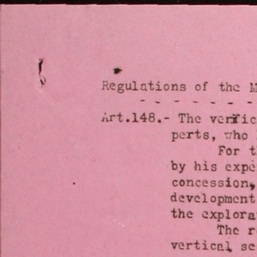 Regulations of the M
- - - - - - - -
Art.148.- The verific
perts, who
For t
by his expe
concession,
development
the explora
The r
vertical se